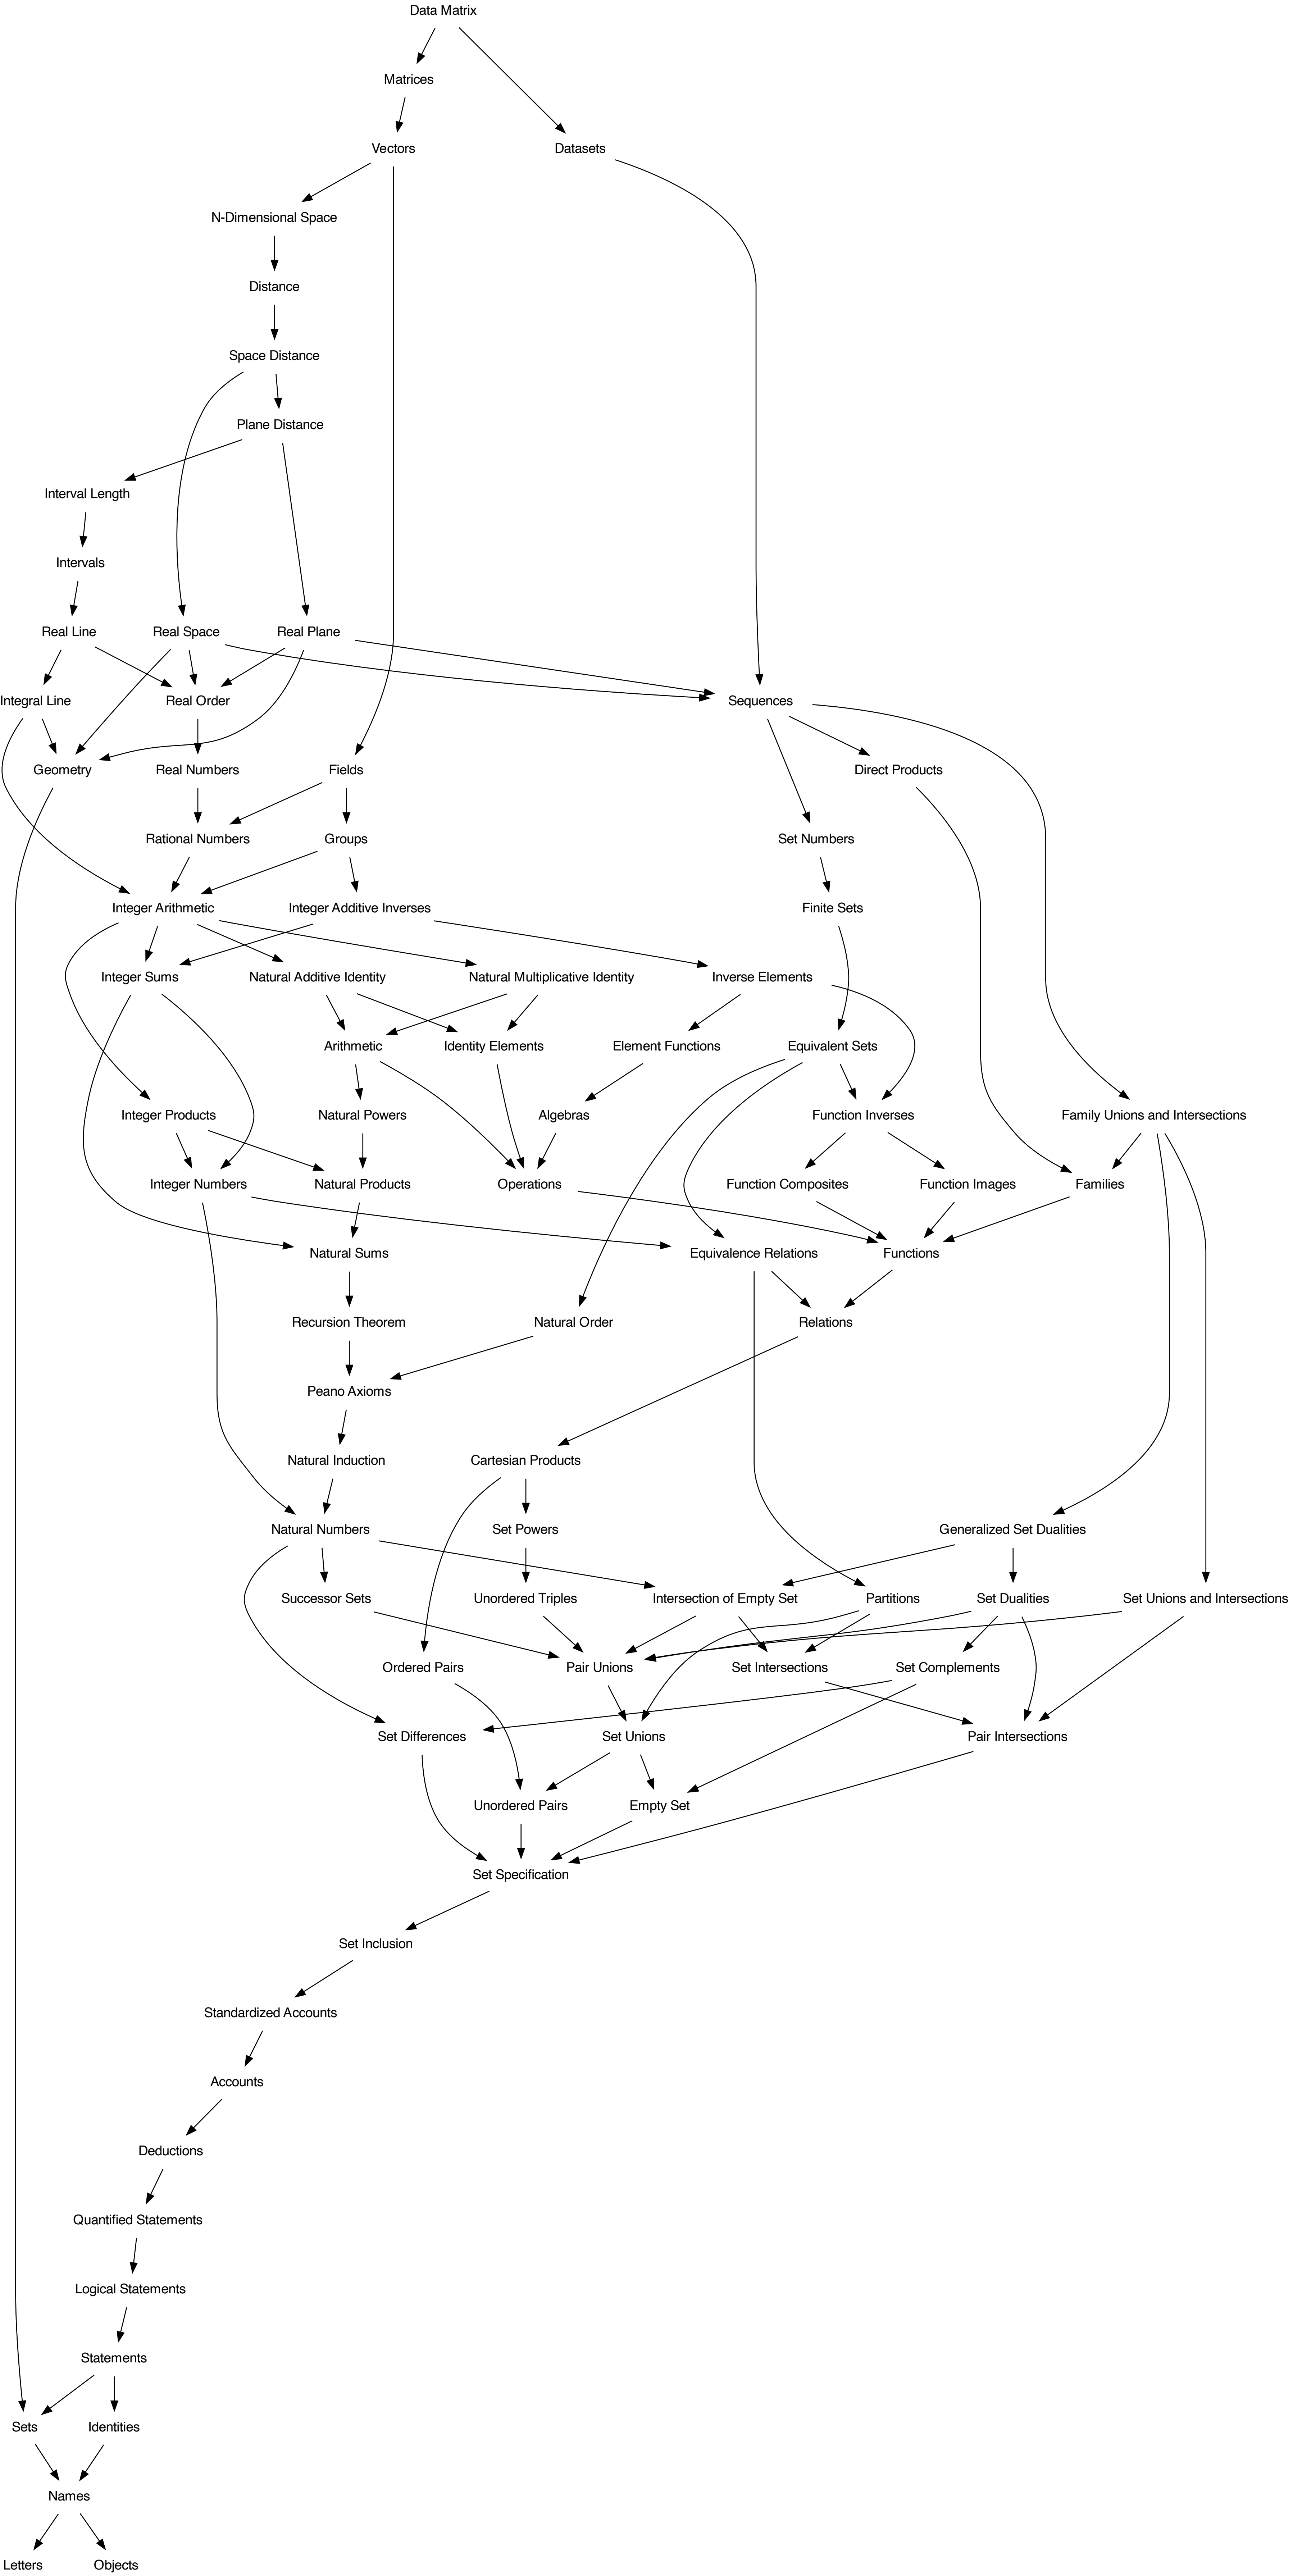 Data Matrix
Matrices
Vectors
Datasets
N-Dimensional Space
Distance
Space Distance
Plane Distance
Interval Length
Intervals
Real Line
Real Space
Real Plane
Integral Line
Real Order
Sequences
Geometry
Real Numbers
Fields
Direct Products
Rational Numbers
Groups
Set Numbers
Integer Arithmetic
Integer Additive Inverses
Finite Sets
Integer Sums
Natural Additive Identity
Natural Multiplicative Identity
Inverse Elements
Arithmetic
Identity Elements
Element Functions
Equivalent Sets
Integer Products
Natural Powers
Algebras
Function Inverses
Family Unions and Intersections
Integer Numbers
Natural Products
Operations
Function Composites
Function Images
Families
Natural Sums
Equivalence Relations
Functions
Recursion Theorem
Natural Order
Relations
Peano Axioms
Natural Induction
Cartesian Products
Natural Numbers
Set Powers
Generalized Set Dualities
Successor Sets
Unordered Triples
Intersection of Empty Set
Partitions
Set Dualities
Set Unions and Intersections
Ordered Pairs
Pair Unions
Set Intersections
Set Complements
Set Differences
Set Unions
Pair Intersections
Unordered Pairs
Empty Set
Set Specification
Set Inclusion
Standardized Accounts
Accounts
Deductions
Quantified Statements
Logical Statements
Statements
Sets
Identities
Names
Letters
Objects